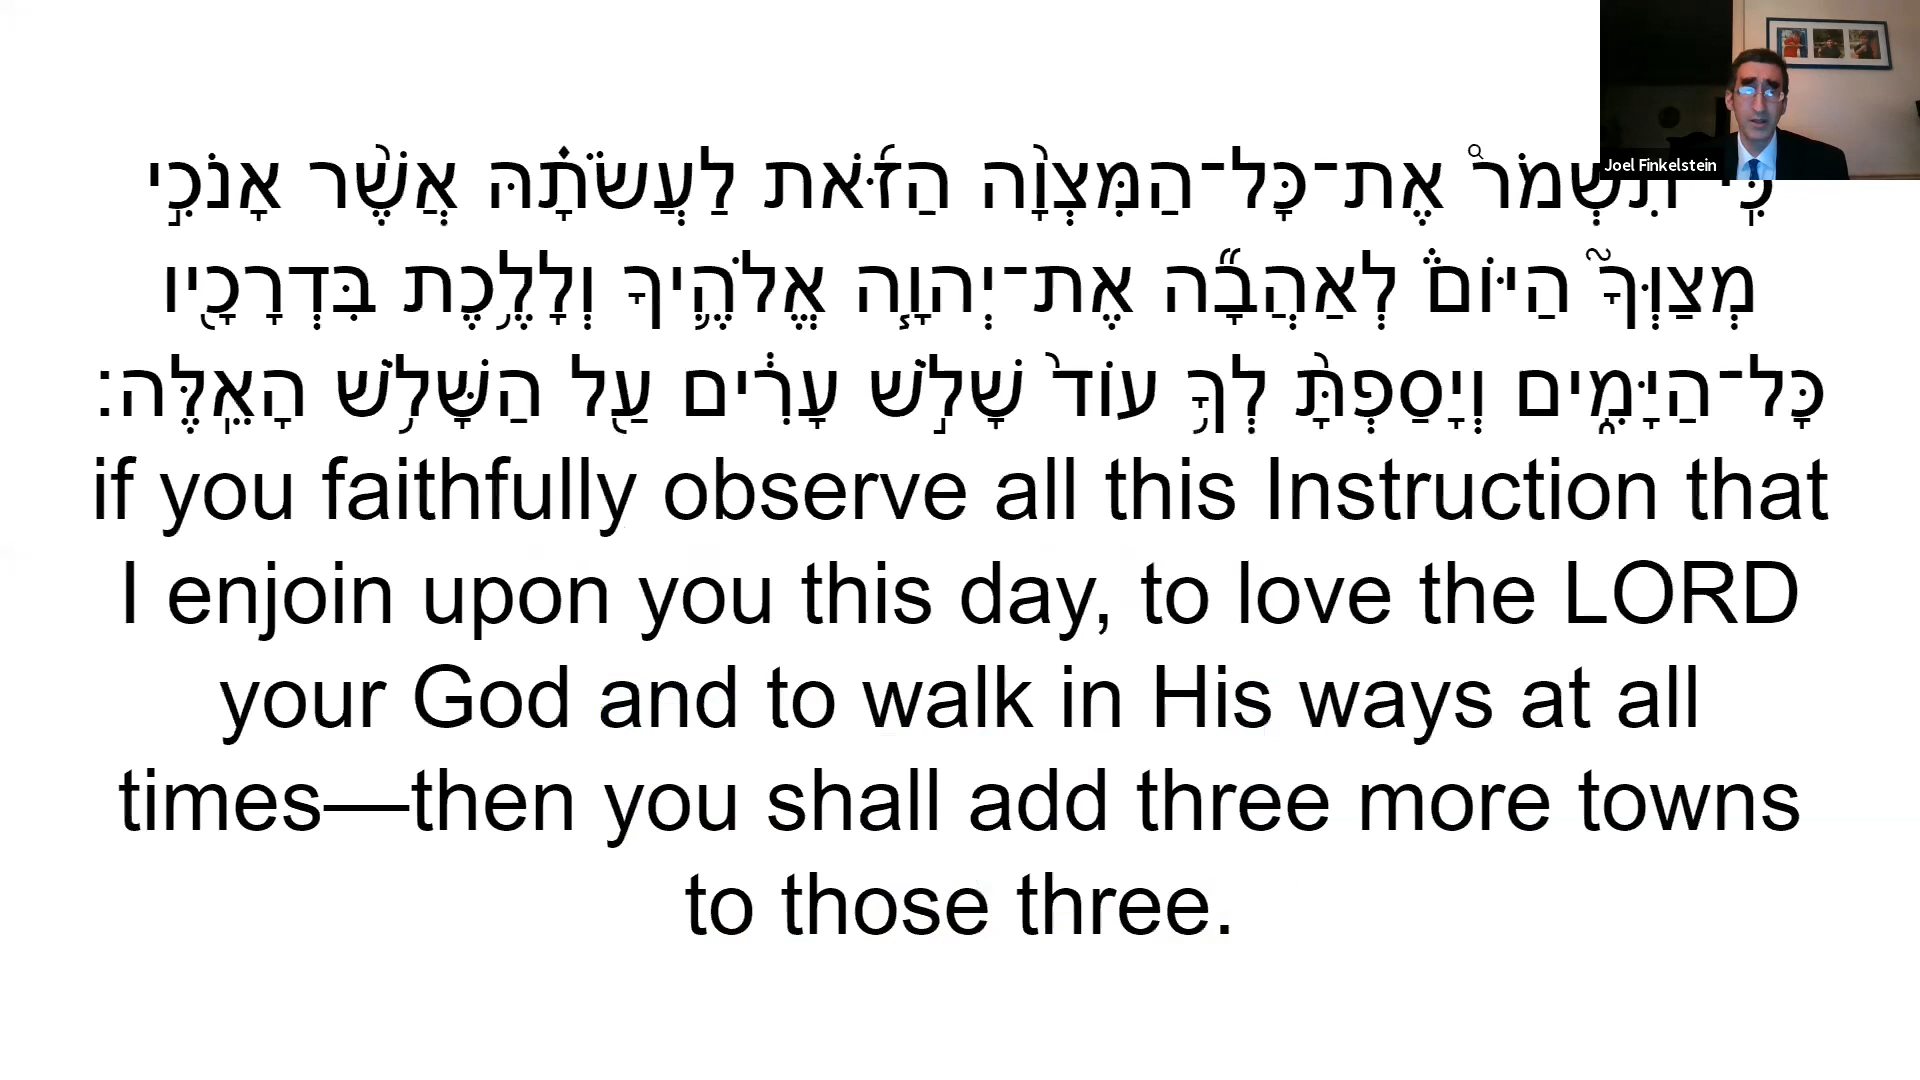 Joel Finkelstein
כִּֽי־תִשְׁמֹר֩ אֶת־כָּל־הַמִּצְוָ֨ה הַזֹּ֜את לַעֲשֹׂתָ֗הּ אֲשֶׁ֨ר אָנֹכִ֣י
מְצַוְּךָ֮ הַיּוֹם֒ לְאַהֲבָ֞ה אֶת־יְהוָ֧ה אֱלֹהֶ֛יךָ וְלָלֶ֥כֶת בִּדְרָכָ֖יו
כָּל־הַיָּמִ֑ים וְיָסַפְתָּ֨ לְךָ֥ עוֹד֙ שָׁלֹ֣שׁ עָרִ֔ים עַ֖ל הַשָּׁלֹ֥שׁ הָאֵֽלֶּה׃
if you faithfully observe all this Instruction that
I enjoin upon you this day, to love the LORD
your God and to walk in His ways at all
times—then you shall add three more towns
to those three.